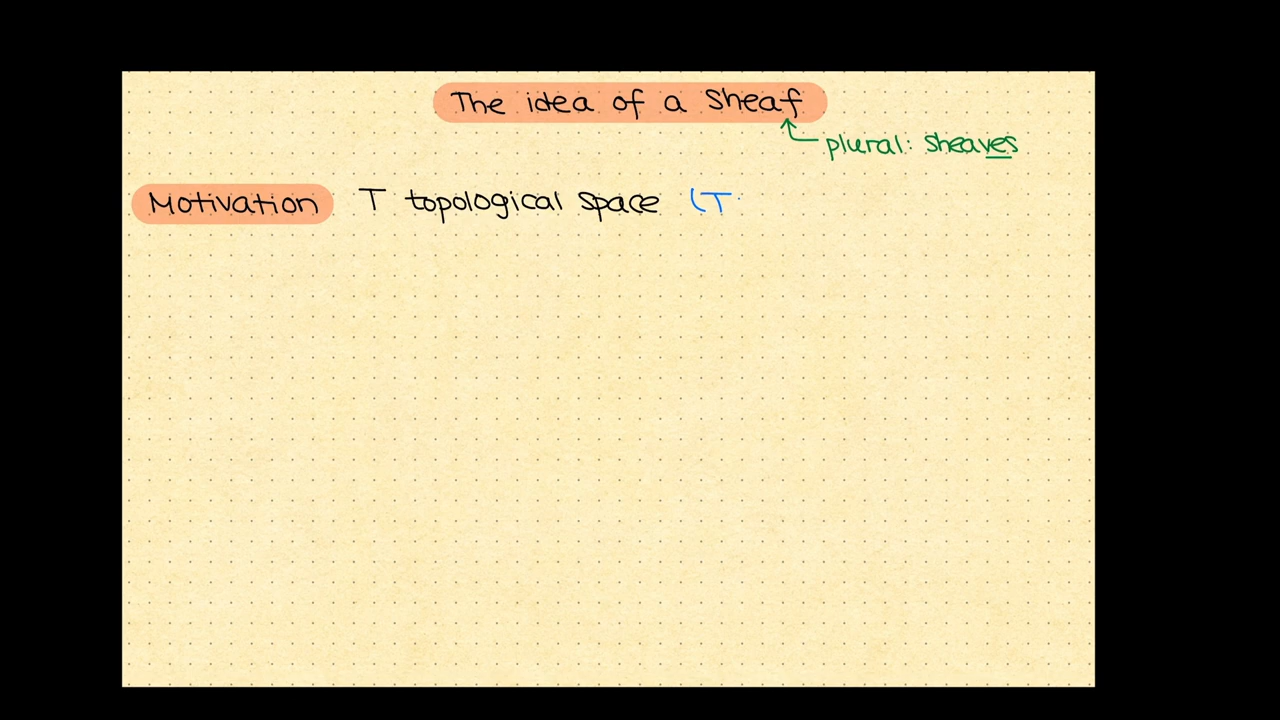 The idea of a Sheaf
plural: sheaves
Motivation T topological space (T